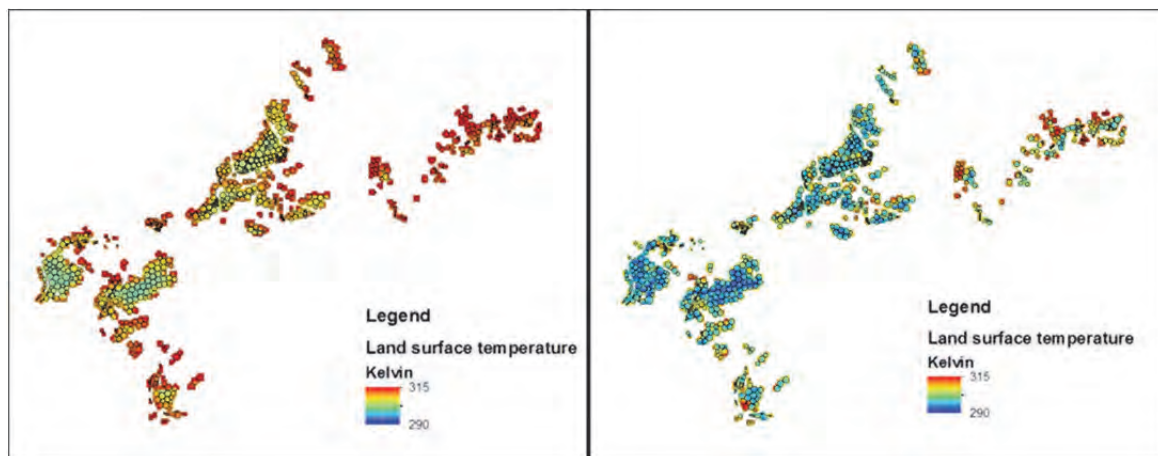 Legend
Land surface temperature
Kelvin
315
290
Legend
Land surface temperature
Kelvin
315
290